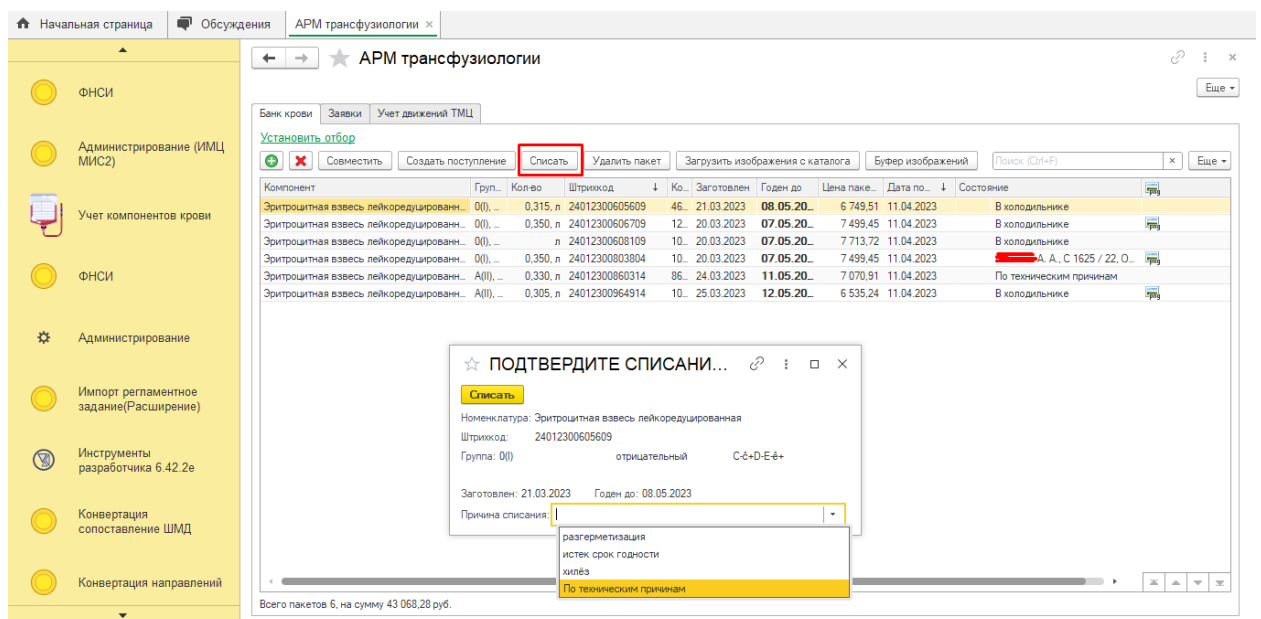 Начальная страница Обсуждения АРМ трансфузиологии ×
АРМ трансфузиологии
Еще
ФНСИ
Администрирование (ИМЦ
МИС2)
Учет компонентов крови
ФНСИ
Администрирование
Импорт регламентное
задание(Расширение)
Инструменты
разработчика 6.42.2e
Конвертация
сопоставление ШМД
Конвертация направлений
Банк крови Заявки Учет движений ТМЦ
Установить отбор
Совместить Создать поступление Списать Удалить пакет Загрузить изображения с каталога Буфер изображений Поиск (Ctrl+F) × Еще
Компонент Груп... Кол-во Штрихкод ↓ Ко... Заготовлен Годен до Цена паке... Дата по... ↓ Состояние
Эритроцитная взвесь лейкоредуцированн... 0(I), ... 0,315, л 24012300605609 46... 21.03.2023 08.05.20... 6 749,51 11.04.2023 В холодильнике
Эритроцитная взвесь лейкоредуцированн... 0(I), ... 0,350, л 24012300606709 12... 20.03.2023 07.05.20... 7 499,45 11.04.2023 В холодильнике
Эритроцитная взвесь лейкоредуцированн... 0(I), ... л 24012300608109 10... 20.03.2023 07.05.20... 7 713,72 11.04.2023 В холодильнике
Эритроцитная взвесь лейкоредуцированн... 0(I), ... 0,350, л 24012300803804 10... 20.03.2023 07.05.20... 7 499,45 11.04.2023 А. А., С 1625 / 22, О...
Эритроцитная взвесь лейкоредуцированн... A(II), ... 0,330, л 24012300860314 86... 24.03.2023 11.05.20... 7 070,91 11.04.2023 По техническим причинам
Эритроцитная взвесь лейкоредуцированн... A(II), ... 0,305, л 24012300964914 10... 25.03.2023 12.05.20... 6 535,24 11.04.2023 В холодильнике
ПОДТВЕРДИТЕ СПИСАНИ...
Списать
Номенклатура: Эритроцитная взвесь лейкоредуцированная
Штрихкод: 24012300605609
Группа: 0(I) отрицательный C-ĉ+D-E-ê+
Заготовлен: 21.03.2023 Годен до: 08.05.2023
Причина списания:
разгерметизация
истек срок годности
хилёз
По техническим причинам
Всего пакетов 6, на сумму 43 068,28 руб.